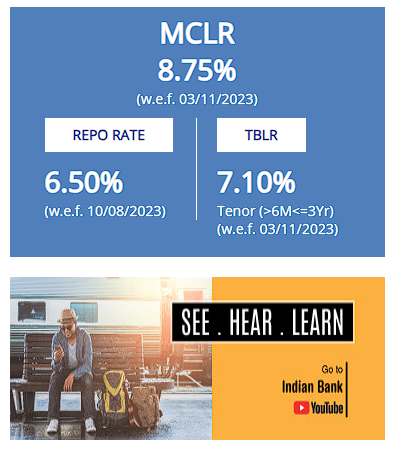 MCLR
8.75%
(w.e.f. 03/11/2023)
REPO RATE
6.50%
(w.e.f. 10/08/2023)
TBLR
7.10%
Tenor (>6M<=3Yr)
(w.e.f. 03/11/2023)
SEE . HEAR . LEARN
Go to
Indian Bank
YouTube